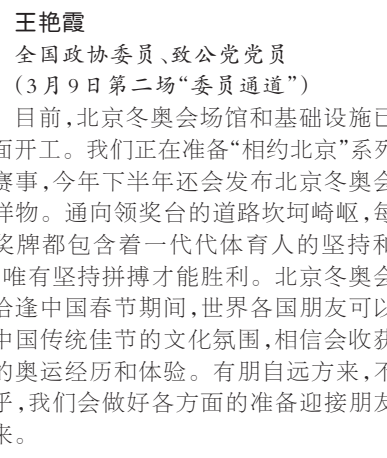 王艳霞
全国政协委员、致公党党员
(3月9日第二场“委员通道”)
目前,北京冬奥会场馆和基础设施已
面开工。我们正在准备“相约北京”系列
赛事,今年下半年还会发布北京冬奥会
祥物。通向领奖台的道路坎坷崎岖,每
奖牌都包含着一代代体育人的坚持和
唯有坚持拼搏才能胜利。北京冬奥会
恰逢中国春节期间,世界各国朋友可以
中国传统佳节的文化氛围,相信会收获
的奥运经历和体验。有朋自远方来,不
乎,我们会做好各方面的准备迎接朋友
来。